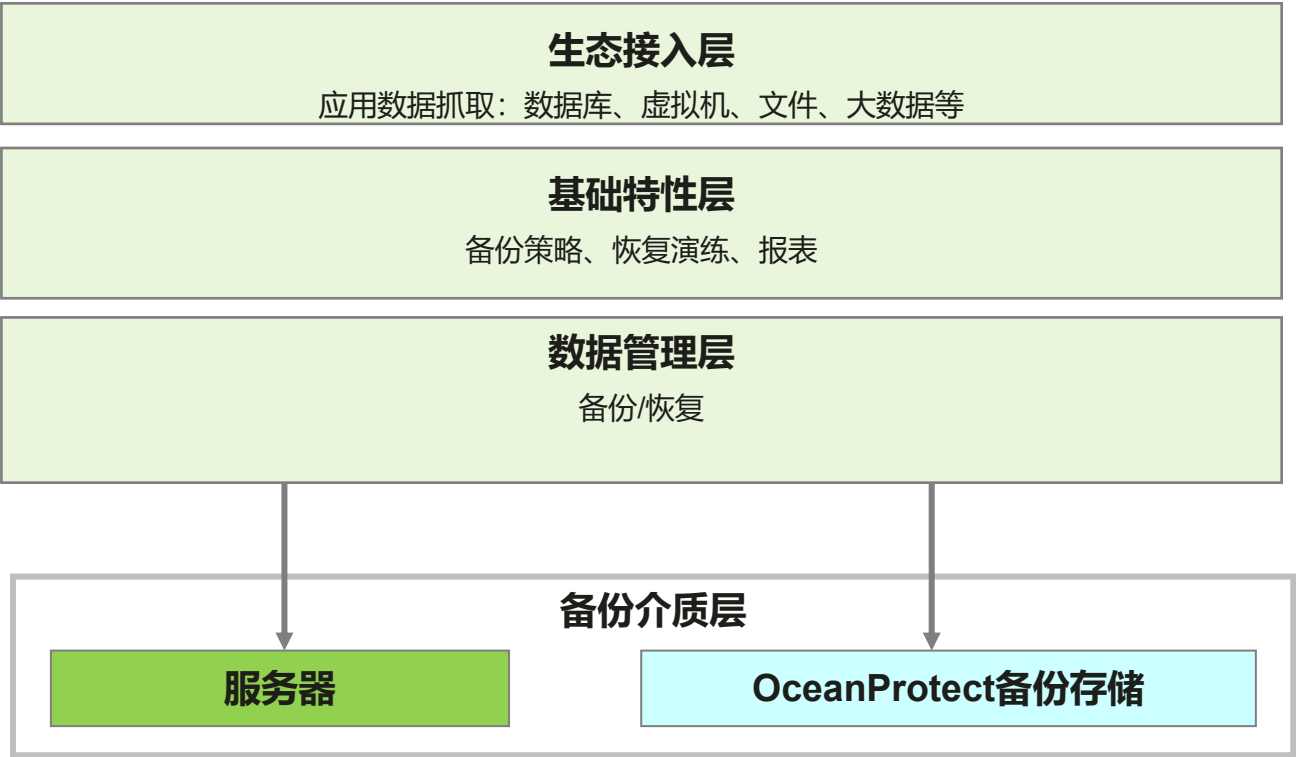 生态接入层
应用数据抓取：数据库、虚拟机、文件、大数据等
基础特性层
备份策略、恢复演练、报表
数据管理层
备份/恢复
备份介质层
服务器
OceanProtect备份存储